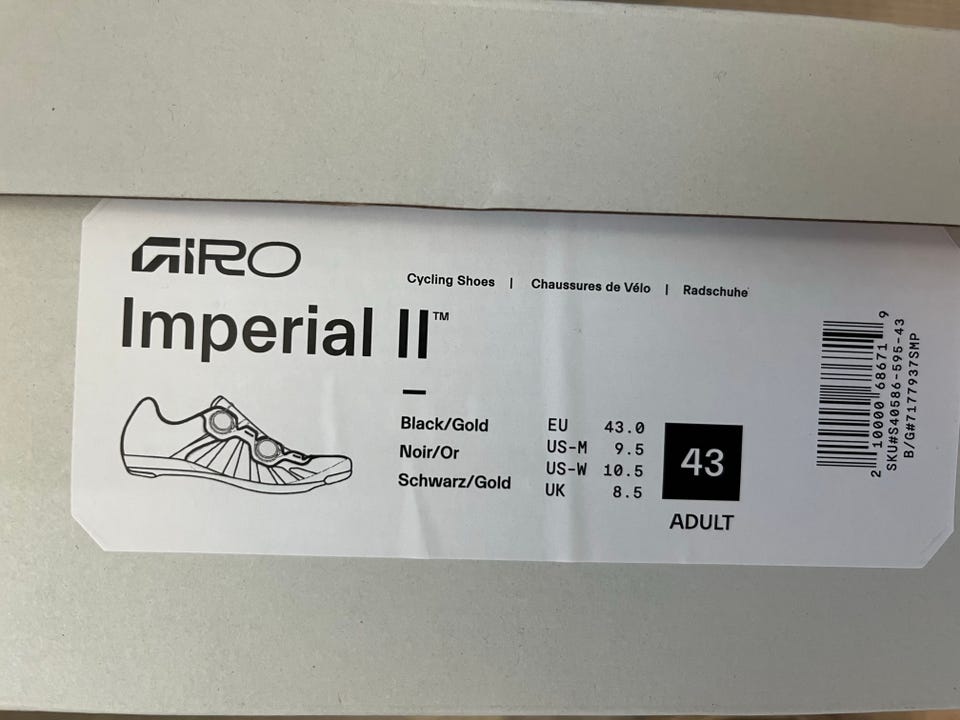 GIRO
Cycling Shoes | Chaussures de Vélo | Radschuhe
Imperial II™
Black/Gold
Noir/Or
Schwarz/Gold
EU 43.0
US-M 9.5
US-W 10.5
UK 8.5
43
ADULT
2 10000 68671 9
SKU#S40586-595-43
B/G#7177937SMP